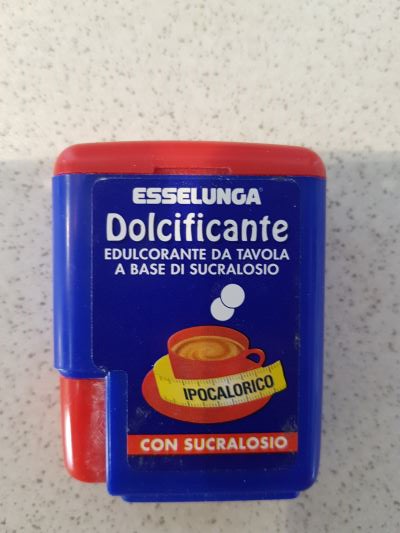 ESSELUNGA
Dolcificante
EDULCORANTE DA TAVOLA
A BASE DI SUCRALOSIO
IPOCALORICO
CON SUCRALOSIO